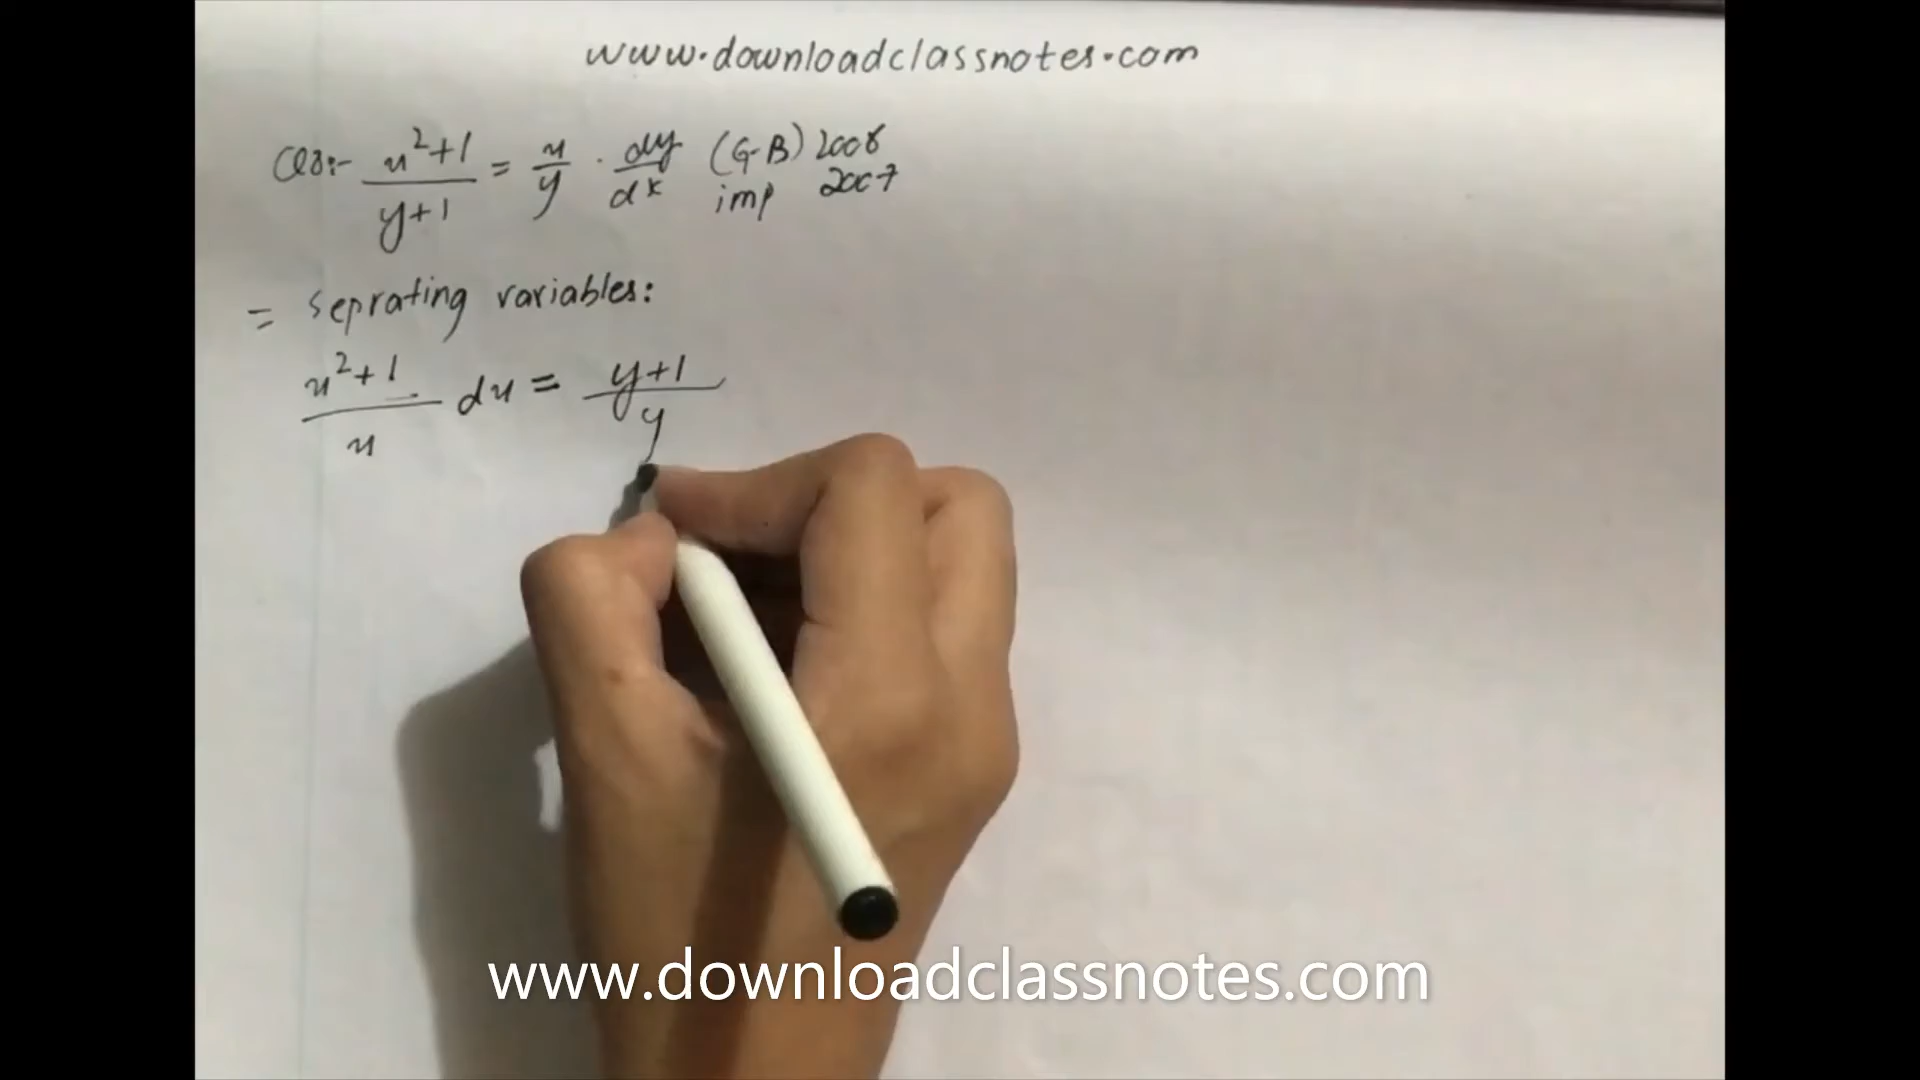 www.downloadclassnotes.com
Q8:- x²+1/y+1 = x/y · dy/dx (G-B) 2008
imp 2007
= Seprating variables:
x²+1/x dx = y+1/y
www.downloadclassnotes.com